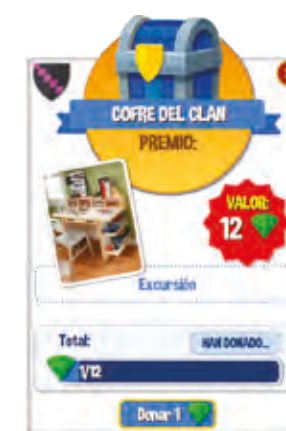 COFRE DEL CLAN
PREMIO:
VALOR:
12
Excursión
Total:
HAN DONADO...
1/12
Donar 1